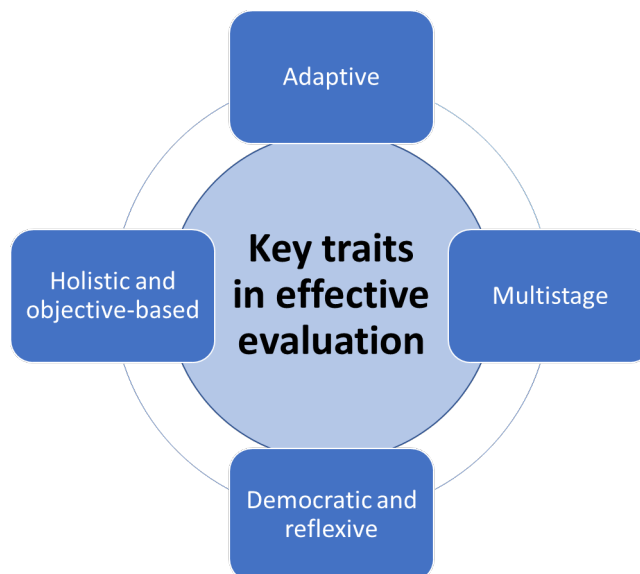 Adaptive
Key traits
in effective
evaluation
Holistic and
objective-based
Multistage
Democratic and
reflexive